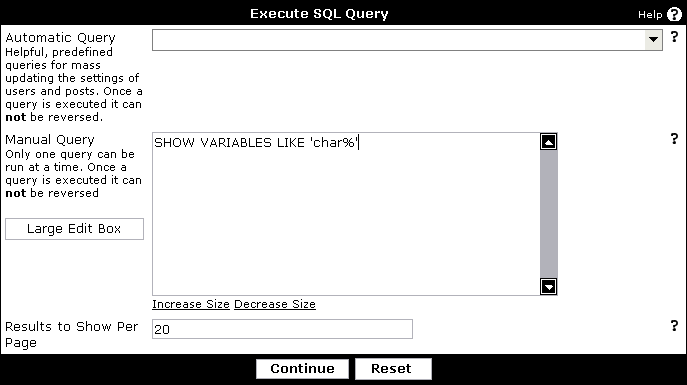 Execute SQL Query
Help ?
Automatic Query ?
Helpful, predefined
queries for mass
updating the settings of
users and posts. Once a
query is executed it can
not be reversed.
Manual Query ?
Only one query can be
run at a time. Once a
query is executed it can
not be reversed
SHOW VARIABLES LIKE 'char%'
Large Edit Box
Increase Size Decrease Size
Results to Show Per
Page
20 ?
Continue Reset